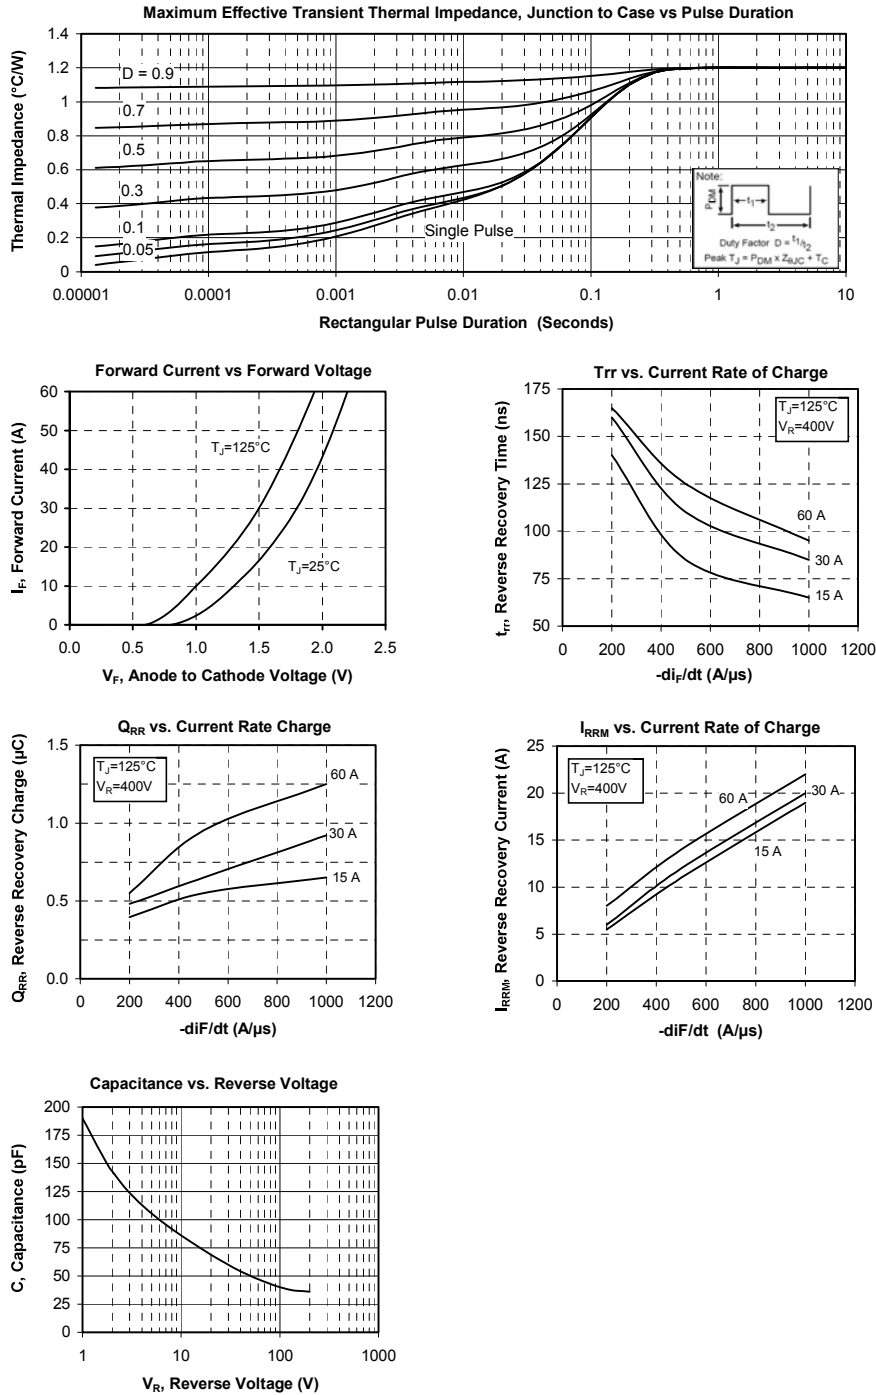 Maximum Effective Transient Thermal Impedance, Junction to Case vs Pulse Duration
Thermal Impedance (°C/W)
1.4
1.2
1
0.8
0.6
0.4
0.2
0
D = 0.9
0.7
0.5
0.3
0.1
0.05
Single Pulse
Note:
PDM
t1
t2
Duty Factor D = t1/t2
Peak TJ = PDM x ZθJC + TC
0.00001 0.0001 0.001 0.01 0.1 1 10
Rectangular Pulse Duration (Seconds)
Forward Current vs Forward Voltage
IF, Forward Current (A)
60
50
40
30
20
10
0
TJ=125°C
TJ=25°C
0.0 0.5 1.0 1.5 2.0 2.5
VF, Anode to Cathode Voltage (V)
Trr vs. Current Rate of Charge
trr, Reverse Recovery Time (ns)
175
150
125
100
75
50
TJ=125°C
VR=400V
60 A
30 A
15 A
0 200 400 600 800 1000 1200
-diF/dt (A/µs)
QRR vs. Current Rate Charge
QRR, Reverse Recovery Charge (µC)
1.5
1.0
0.5
0.0
TJ=125°C
VR=400V
60 A
30 A
15 A
0 200 400 600 800 1000 1200
-diF/dt (A/µs)
IRRM vs. Current Rate of Charge
IRRM, Reverse Recovery Current (A)
25
20
15
10
5
0
TJ=125°C
VR=400V
60 A
30 A
15 A
0 200 400 600 800 1000 1200
-diF/dt (A/µs)
Capacitance vs. Reverse Voltage
C, Capacitance (pF)
200
175
150
125
100
75
50
25
0
1 10 100 1000
VR, Reverse Voltage (V)